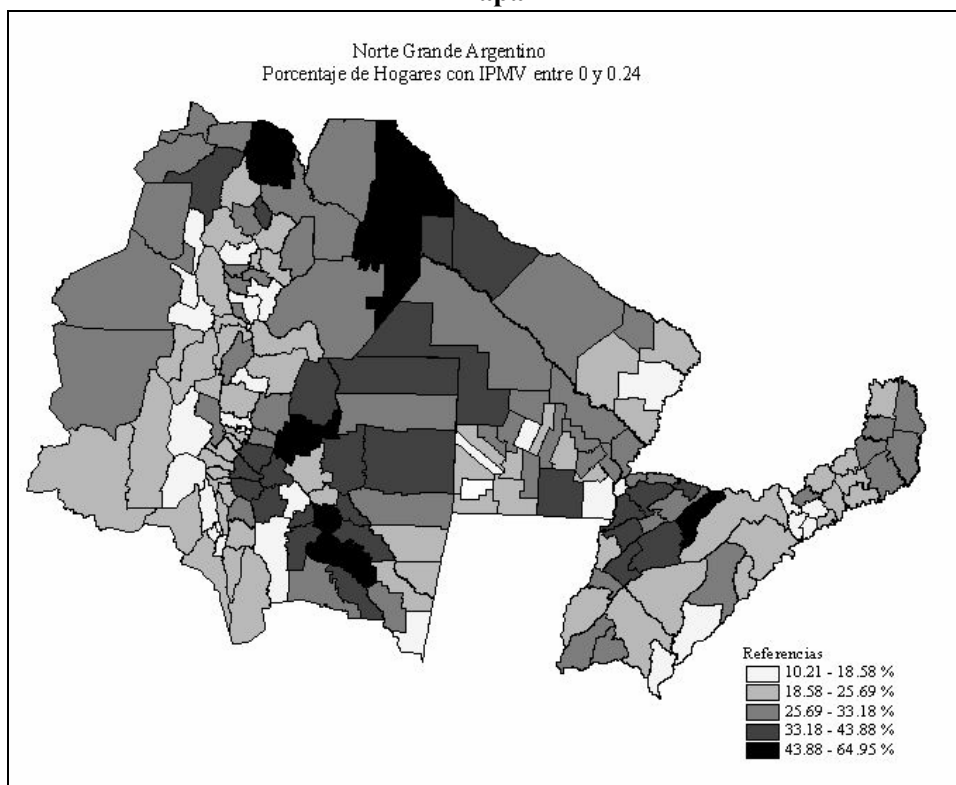 Norte Grande Argentino
Porcentaje de Hogares con IPMV entre 0 y 0.24
Referencias
10.21 - 18.58 %
18.58 - 25.69 %
25.69 - 33.18 %
33.18 - 43.88 %
43.88 - 64.95 %